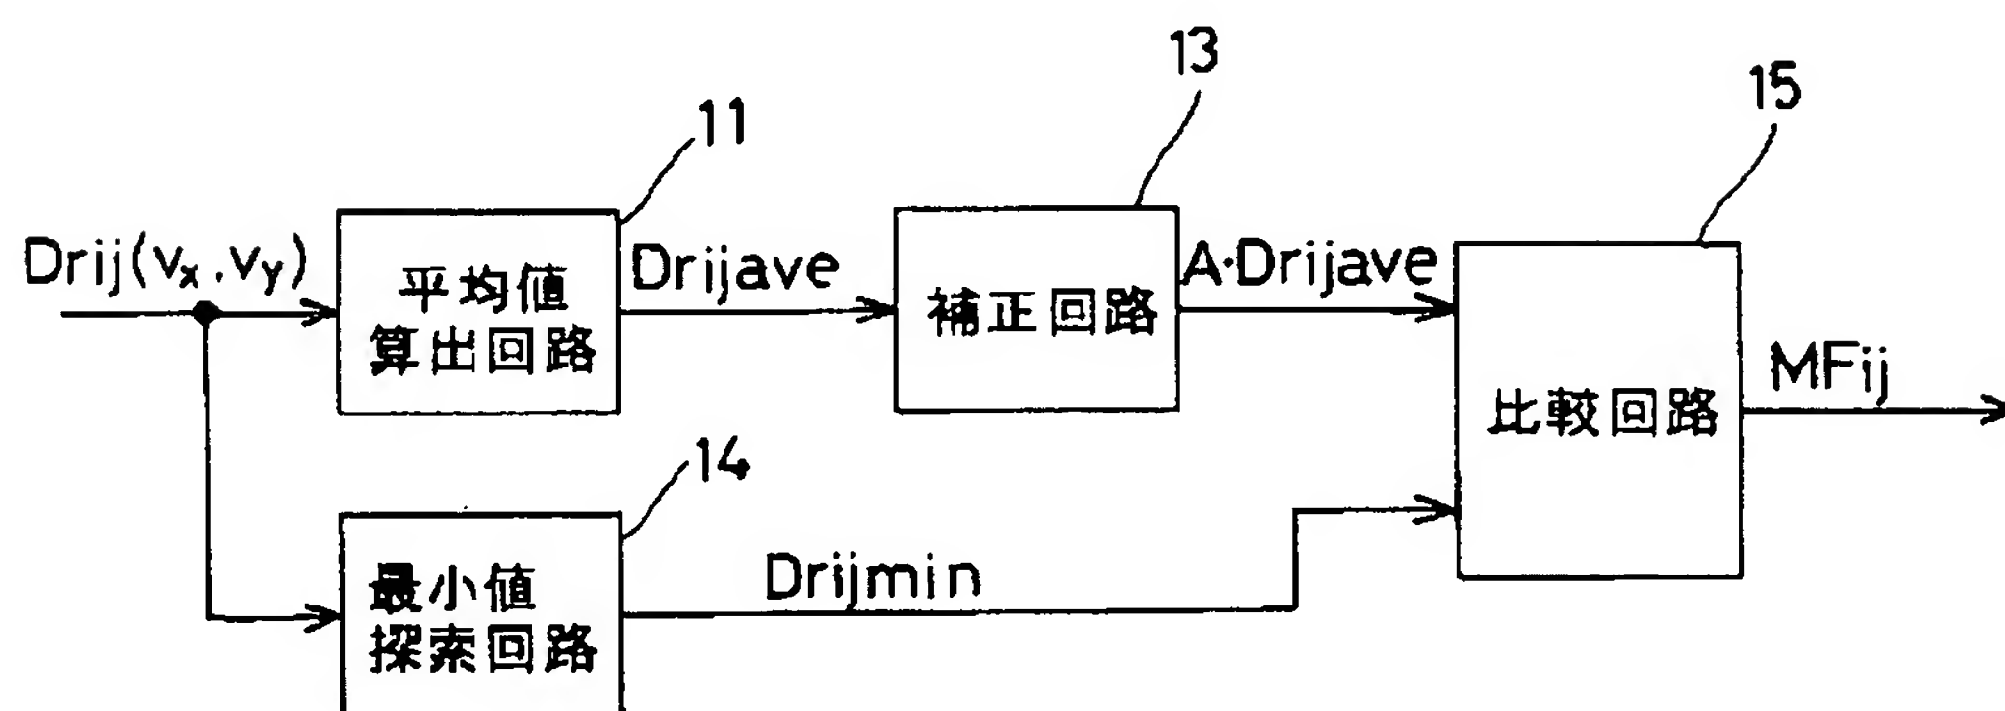 13
15
11
Drij(vx,vy)
平均値
算出回路
Drijave
補正回路
A·Drijave
比較回路
MFij
14
最小値
探索回路
Drijmin